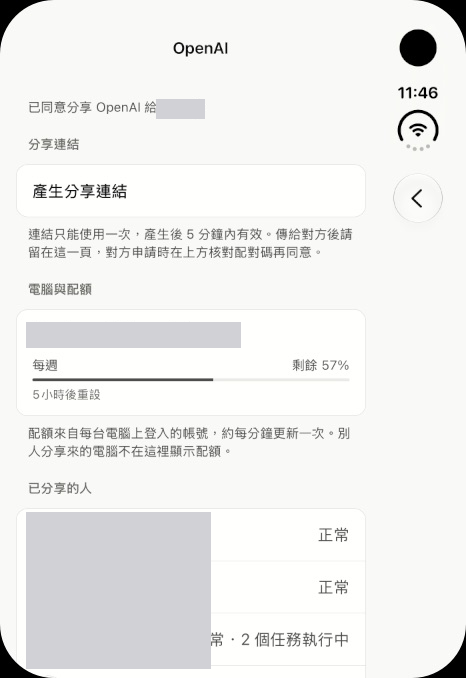 OpenAI
11:46
已同意分享 OpenAI 給
分享連結
產生分享連結
連結只能使用一次，產生後 5 分鐘內有效。傳給對方後請
留在這一頁，對方申請時在上方核對配對碼再同意。
電腦與配額
每週 剩餘 57%
5小時後重設
配額來自每台電腦上登入的帳號，約每分鐘更新一次。別
人分享來的電腦不在這裡顯示配額。
已分享的人
正常
正常
常・2 個任務執行中